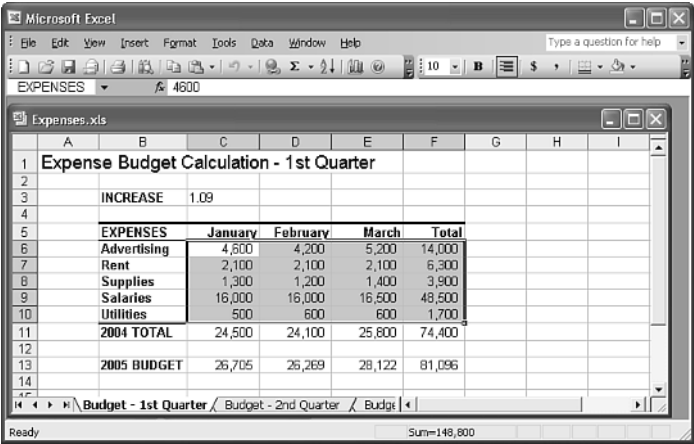 Microsoft Excel
File Edit View Insert Format Tools Data Window Help Type a question for help
10 B $ ,
EXPENSES fx 4600
Expenses.xls
A B C D E F G H I
1 Expense Budget Calculation - 1st Quarter
2
3 INCREASE 1.09
4
5 EXPENSES January February March Total
6 Advertising 4,600 4,200 5,200 14,000
7 Rent 2,100 2,100 2,100 6,300
8 Supplies 1,300 1,200 1,400 3,900
9 Salaries 16,000 16,000 16,500 48,500
10 Utilities 500 600 600 1,700
11 2004 TOTAL 24,500 24,100 25,800 74,400
12
13 2005 BUDGET 26,705 26,269 28,122 81,096
14
Budget - 1st Quarter Budget - 2nd Quarter Budge
Ready Sum=148,800